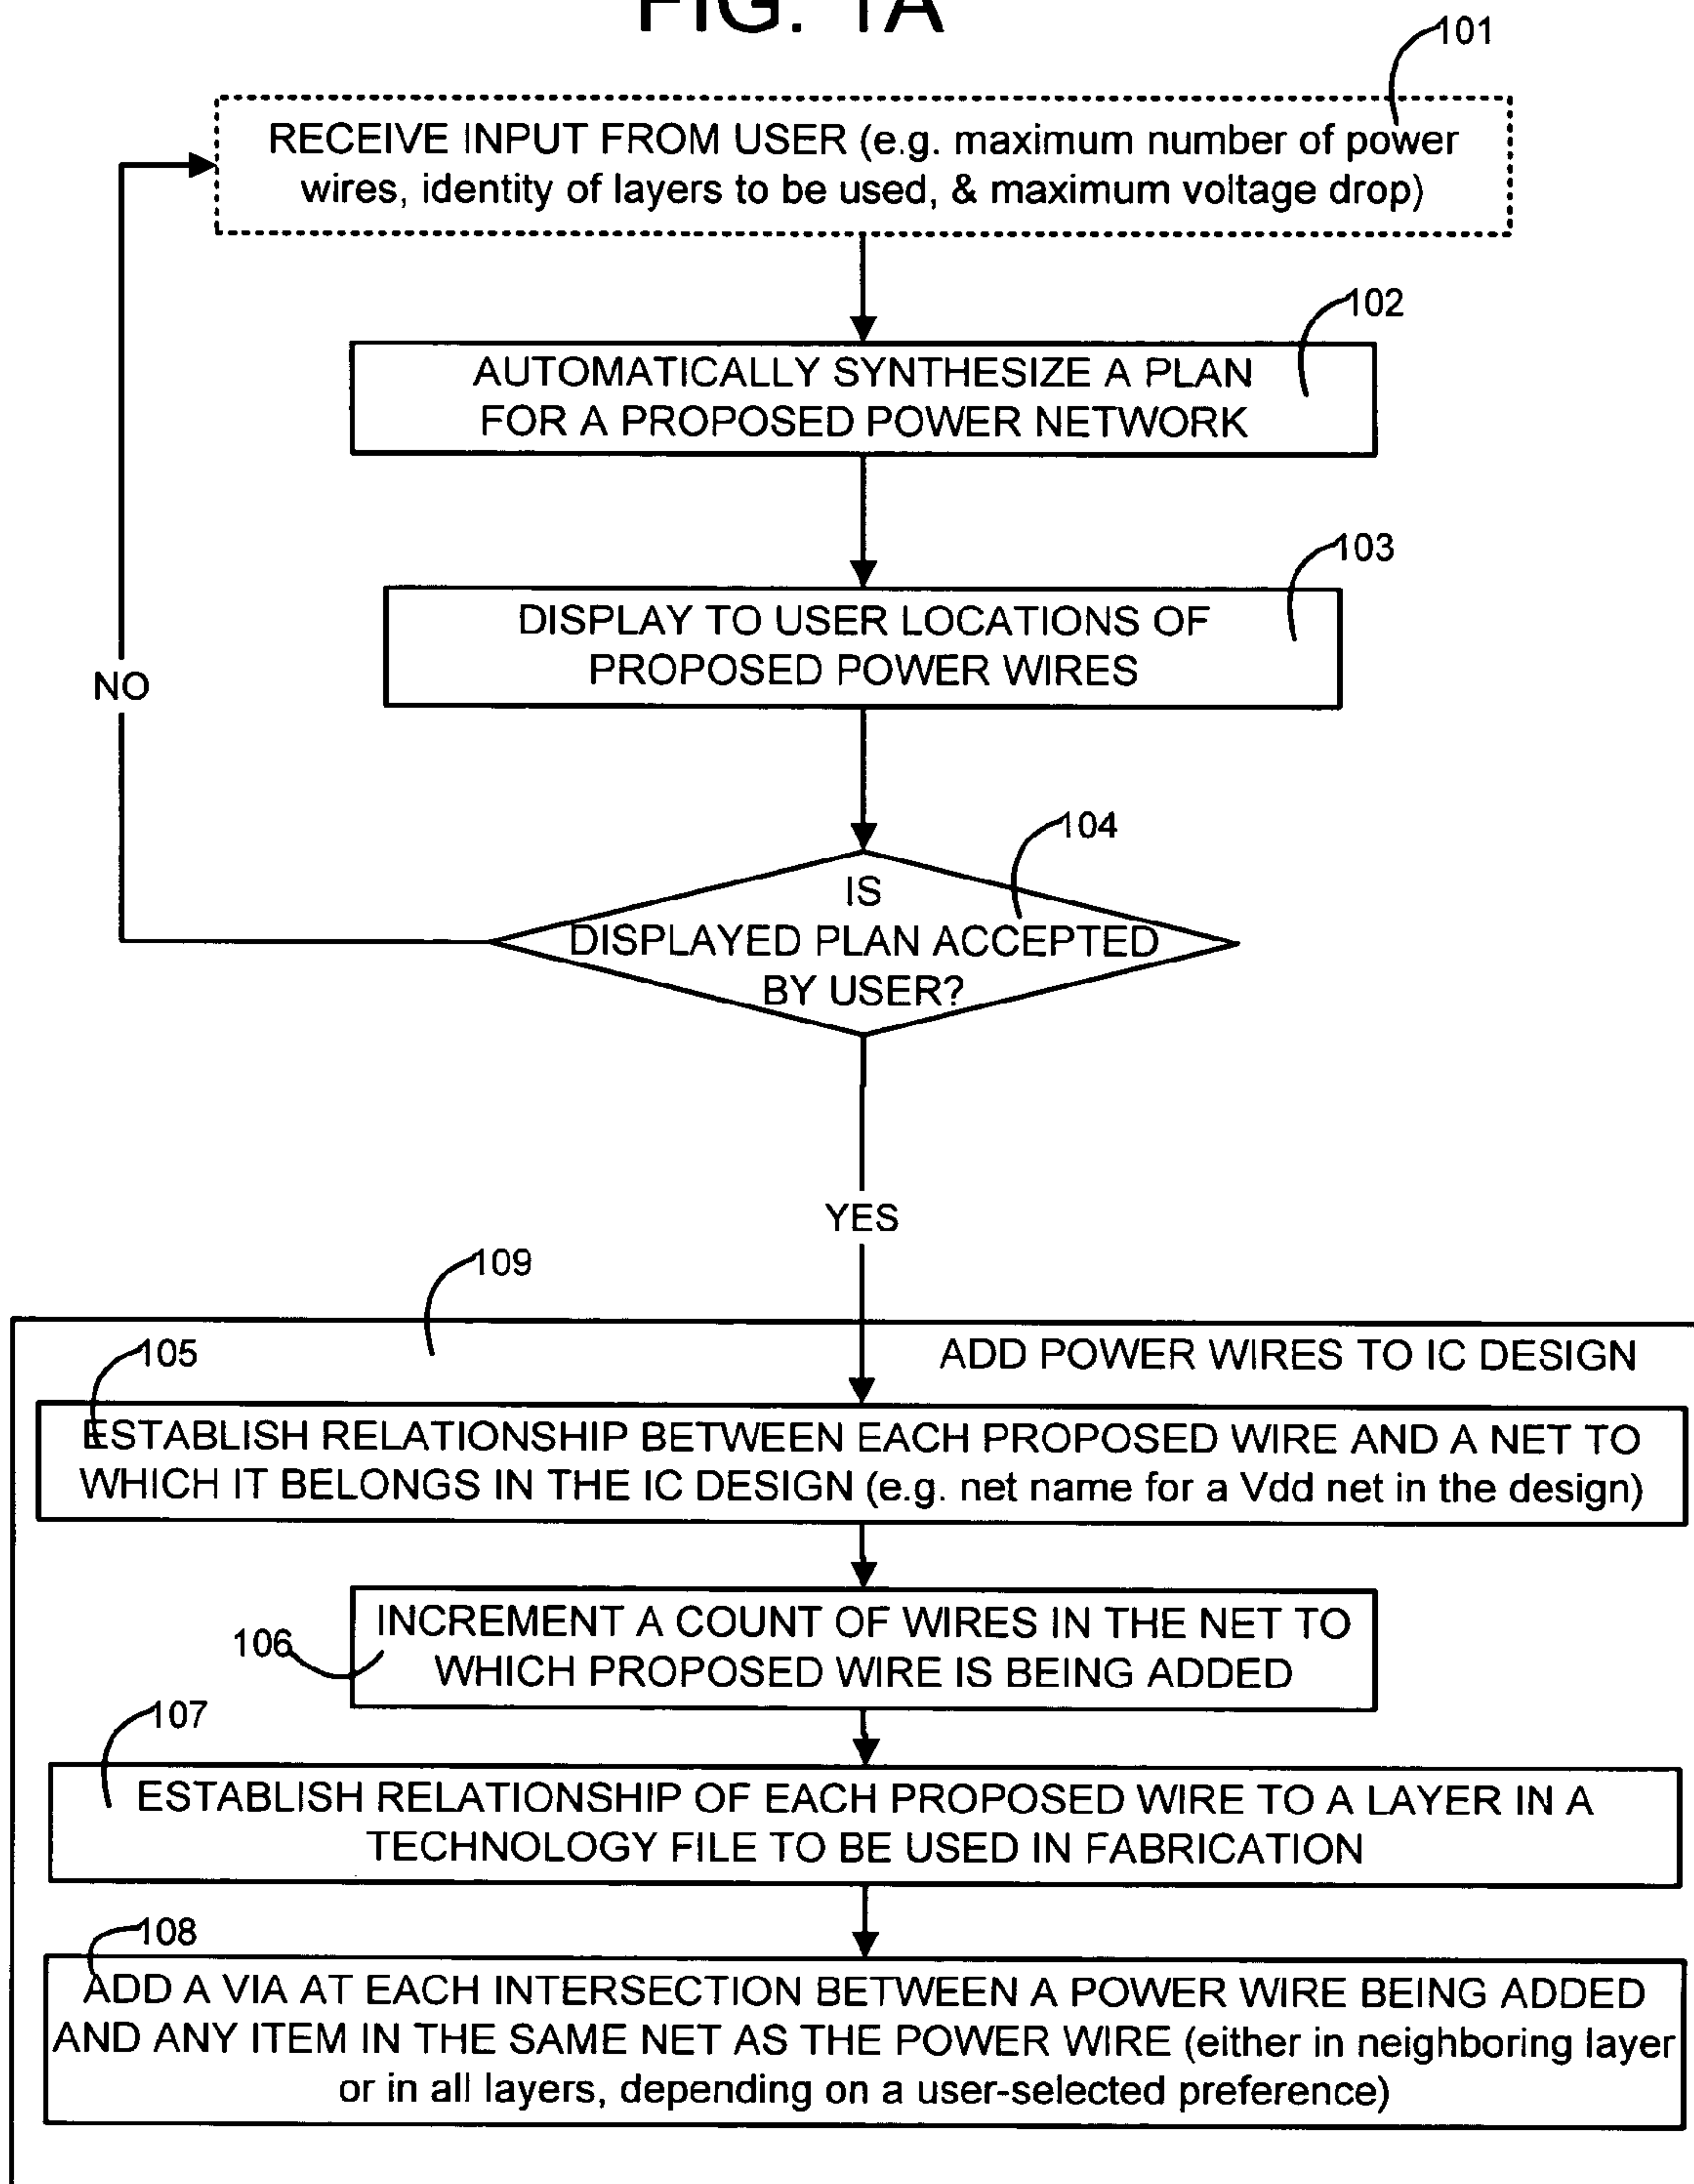 FIG. 1A
101
RECEIVE INPUT FROM USER (e.g. maximum number of power
wires, identity of layers to be used, & maximum voltage drop)
102
AUTOMATICALLY SYNTHESIZE A PLAN
FOR A PROPOSED POWER NETWORK
103
DISPLAY TO USER LOCATIONS OF
PROPOSED POWER WIRES
NO
104
IS
DISPLAYED PLAN ACCEPTED
BY USER?
YES
109
ADD POWER WIRES TO IC DESIGN
105
ESTABLISH RELATIONSHIP BETWEEN EACH PROPOSED WIRE AND A NET TO
WHICH IT BELONGS IN THE IC DESIGN (e.g. net name for a Vdd net in the design)
106
INCREMENT A COUNT OF WIRES IN THE NET TO
WHICH PROPOSED WIRE IS BEING ADDED
107
ESTABLISH RELATIONSHIP OF EACH PROPOSED WIRE TO A LAYER IN A
TECHNOLOGY FILE TO BE USED IN FABRICATION
108
ADD A VIA AT EACH INTERSECTION BETWEEN A POWER WIRE BEING ADDED
AND ANY ITEM IN THE SAME NET AS THE POWER WIRE (either in neighboring layer
or in all layers, depending on a user-selected preference)